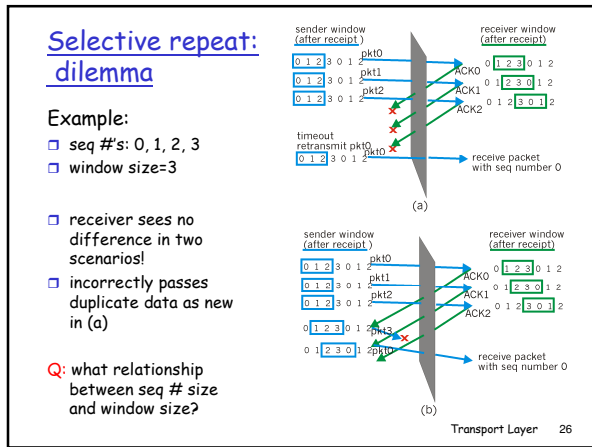 Selective repeat:
dilemma
Example:
seq #'s: 0, 1, 2, 3
window size=3
receiver sees no
difference in two
scenarios!
incorrectly passes
duplicate data as new
in (a)
Q: what relationship
between seq # size
and window size?
sender window
(after receipt)
receiver window
(after receipt)
0 1 2 3 0 1 2 pkt0
0 1 2 3 0 1 2 pkt1
0 1 2 3 0 1 2 pkt2
ACK0 0 1 2 3 0 1 2
ACK1 0 1 2 3 0 1 2
ACK2 0 1 2 3 0 1 2
x
x
x
timeout
retransmit pkt0
0 1 2 3 0 1 2 pkt0
receive packet
with seq number 0
(a)
sender window
(after receipt)
receiver window
(after receipt)
0 1 2 3 0 1 2 pkt0
0 1 2 3 0 1 2 pkt1
0 1 2 3 0 1 2 pkt2
ACK0 0 1 2 3 0 1 2
ACK1 0 1 2 3 0 1 2
ACK2 0 1 2 3 0 1 2
0 1 2 3 0 1 2 pkt3
x
0 1 2 3 0 1 2 pkt0
receive packet
with seq number 0
(b)
Transport Layer 26